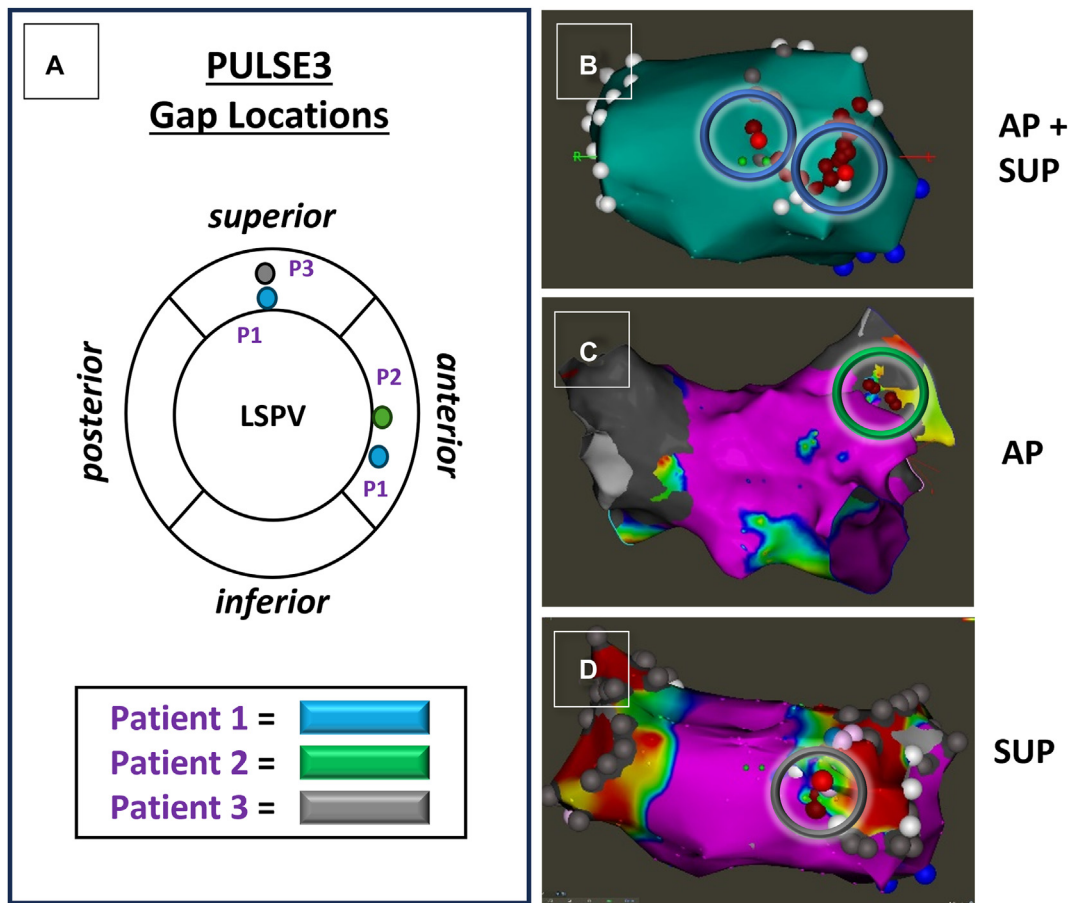 A
PULSE3
Gap Locations
superior
P3
P1
P2
posterior
LSPV
anterior
P1
inferior
Patient 1 =
Patient 2 =
Patient 3 =
B
R
AP +
SUP
C
AP
D
SUP